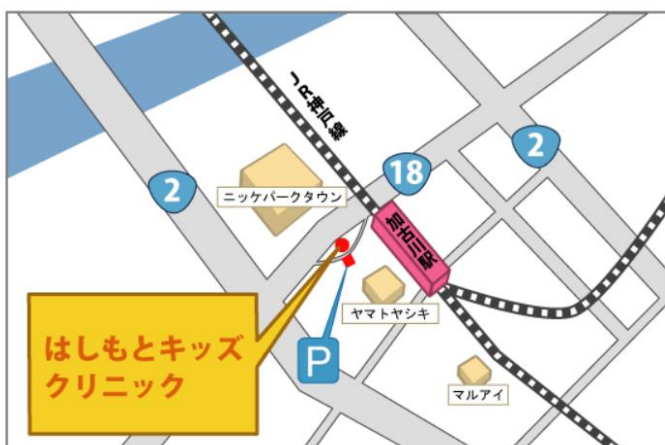 JR神戸線
2
18
2
ニッケパークタウン
加古川駅
ヤマトヤシキ
はしもとキッズ
クリニック
P
マルアイ